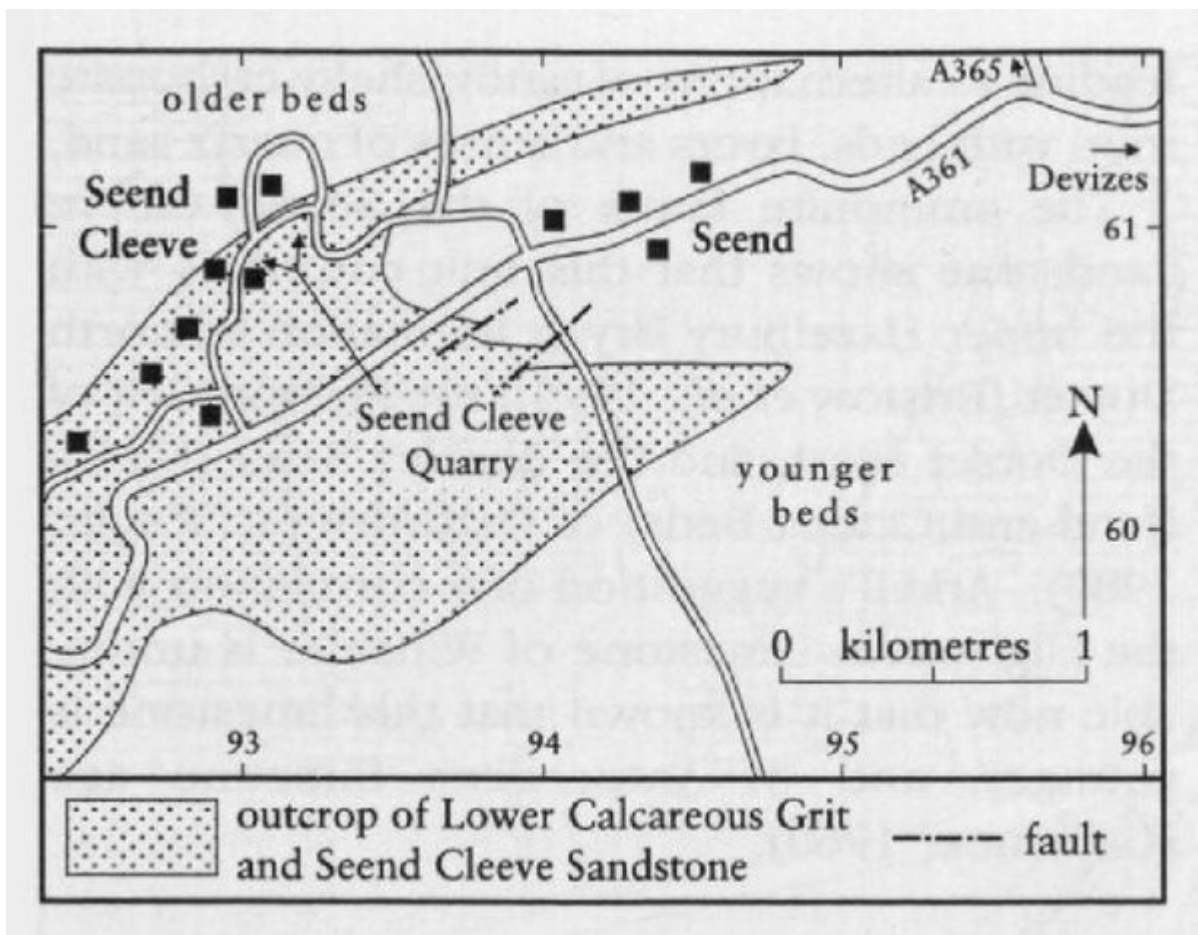 older beds
A365
A361
Devizes
Seend
Cleeve
Seend
61
Seend Cleeve
Quarry
younger
beds
N
60
0 kilometres 1
93
94
95
96
outcrop of Lower Calcareous Grit
and Seend Cleeve Sandstone
fault